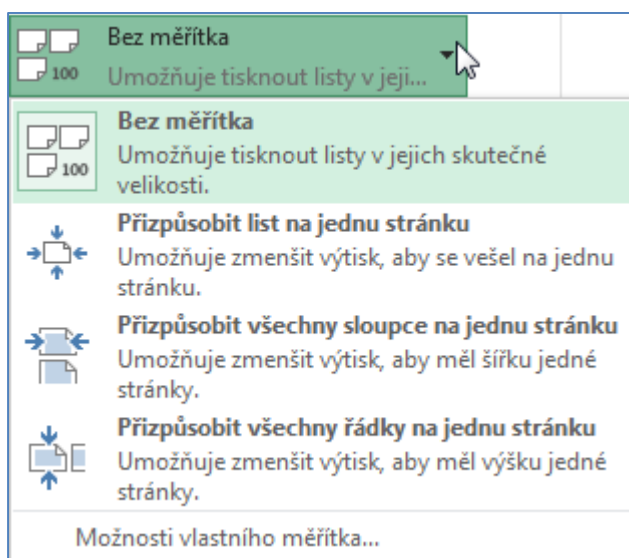 Bez měřítka
100 Umožňuje tisknout listy v jeji...
Bez měřítka
Umožňuje tisknout listy v jejich skutečné
100
velikosti.
Přizpůsobit list na jednu stránku
Umožňuje zmenšit výtisk, aby se vešel na jednu
stránku.
Přizpůsobit všechny sloupce na jednu stránku
Umožňuje zmenšit výtisk, aby měl šířku jedné
stránky.
Přizpůsobit všechny řádky na jednu stránku
Umožňuje zmenšit výtisk, aby měl výšku jedné
stránky.
Možnosti vlastního měřítka...